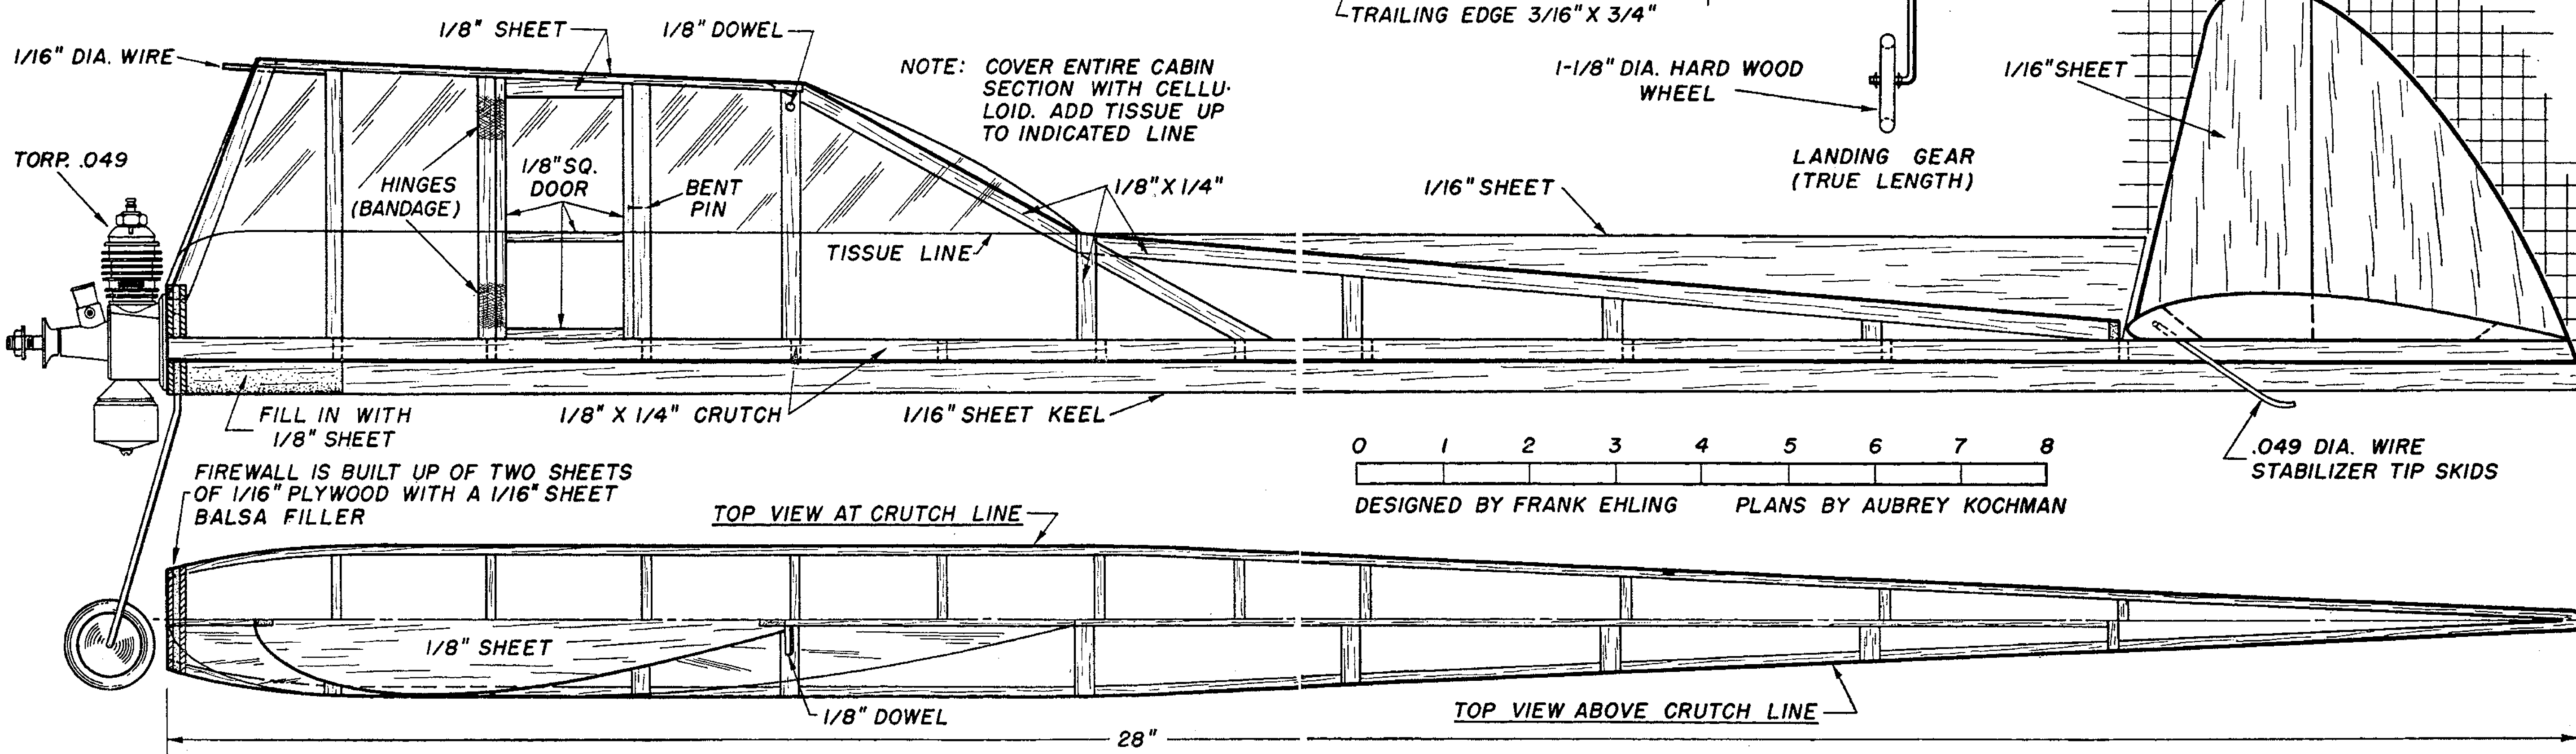 TRAILING EDGE 3/16" X 3/4"
1/8" SHEET
1/8" DOWEL
1/16" DIA. WIRE
NOTE: COVER ENTIRE CABIN
SECTION WITH CELLU-
LOID. ADD TISSUE UP
TO INDICATED LINE
1-1/8" DIA. HARD WOOD
WHEEL
1/16" SHEET
TORP. .049
HINGES
(BANDAGE)
1/8" SQ.
DOOR
BENT
PIN
1/8" X 1/4"
1/16" SHEET
LANDING GEAR
(TRUE LENGTH)
TISSUE LINE
FILL IN WITH
1/8" SHEET
1/8" X 1/4" CRUTCH
1/16" SHEET KEEL
0 1 2 3 4 5 6 7 8
.049 DIA. WIRE
STABILIZER TIP SKIDS
FIREWALL IS BUILT UP OF TWO SHEETS
OF 1/16" PLYWOOD WITH A 1/16" SHEET
BALSA FILLER
DESIGNED BY FRANK EHLING PLANS BY AUBREY KOCHMAN
TOP VIEW AT CRUTCH LINE
1/8" SHEET
1/8" DOWEL
TOP VIEW ABOVE CRUTCH LINE
28"